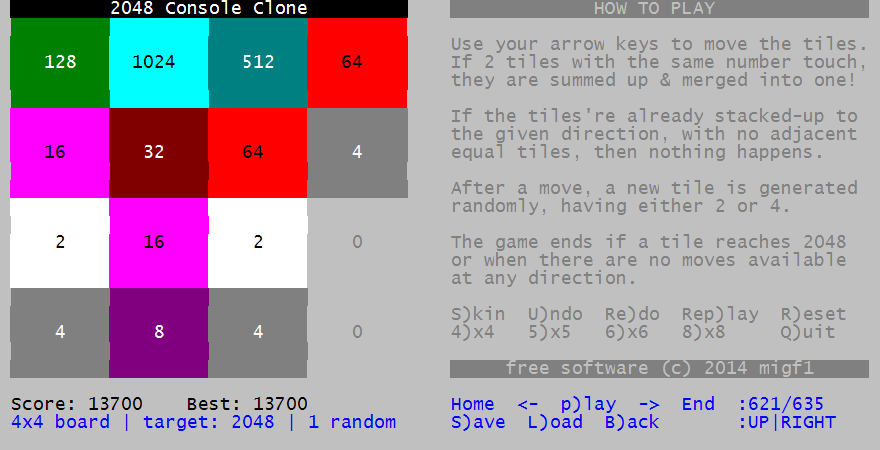 2048 Console Clone
128 1024 512 64
16 32 64 4
2 16 2 0
4 8 4 0
Score: 13700 Best: 13700
4x4 board | target: 2048 | 1 random
HOW TO PLAY
Use your arrow keys to move the tiles.
If 2 tiles with the same number touch,
they are summed up & merged into one!
If the tiles're already stacked-up to
the given direction, with no adjacent
equal tiles, then nothing happens.
After a move, a new tile is generated
randomly, having either 2 or 4.
The game ends if a tile reaches 2048
or when there are no moves available
at any direction.
S)kin U)ndo Re)do Rep)lay R)eset
4)x4 5)x5 6)x6 8)x8 Q)uit
free software (c) 2014 migf1
Home <- p)lay -> End :621/635
S)ave L)oad B)ack :UP|RIGHT